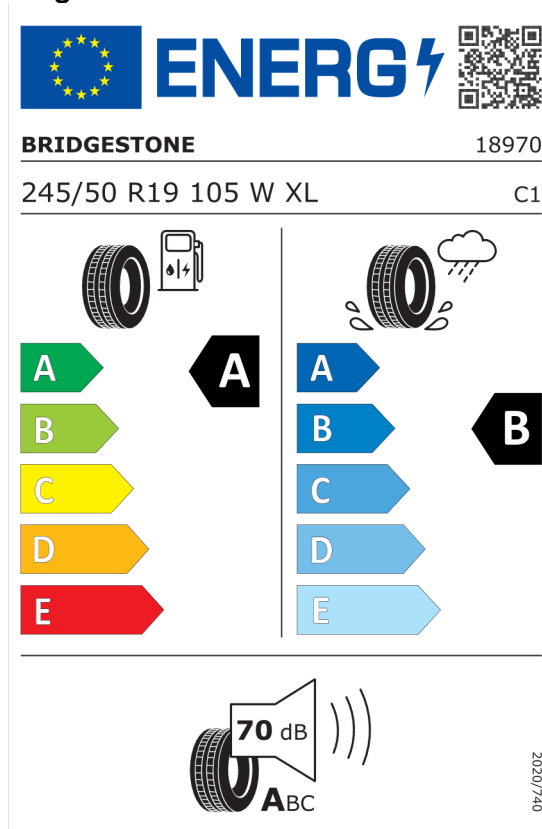 ENERG
BRIDGESTONE 18970
245/50 R19 105 W XL C1
A A
B
C
D
E
A
B B
C
D
E
70 dB
ABC
2020/740